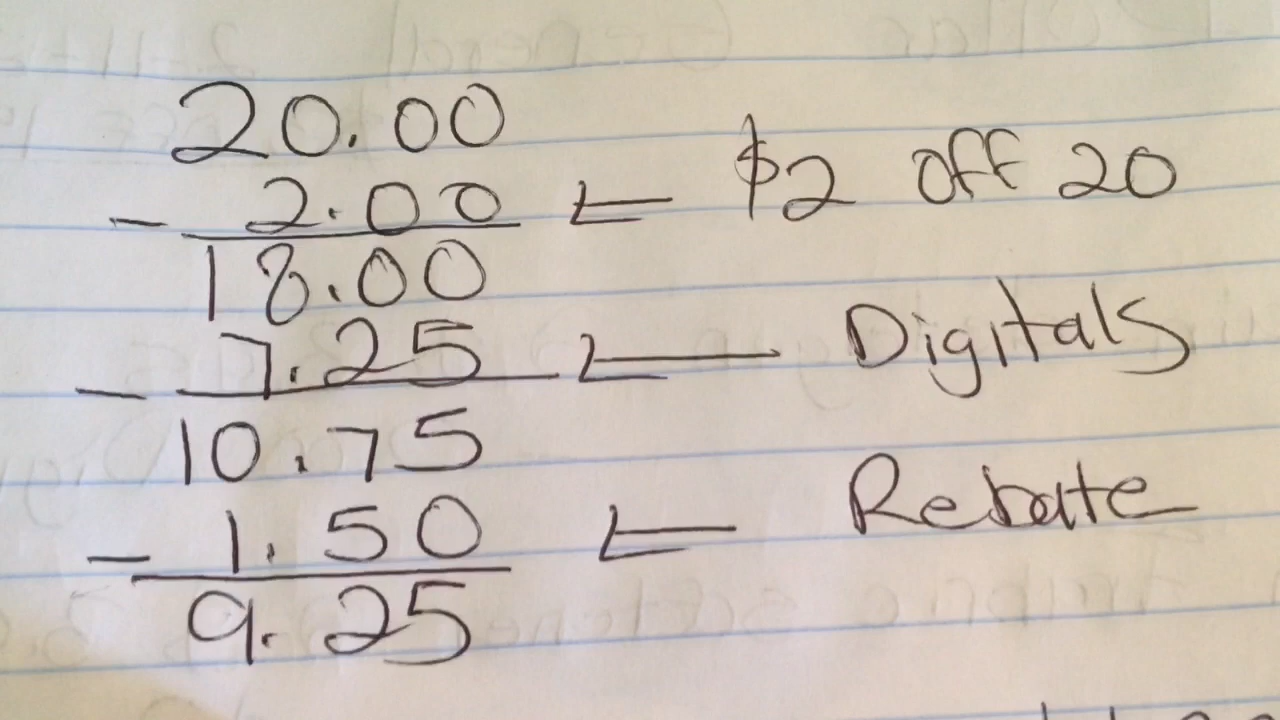 20.00
- 2.00 ← $2 off 20
18.00
- 7.25 ← Digitals
10.75
- 1.50 ← Rebate
9.25